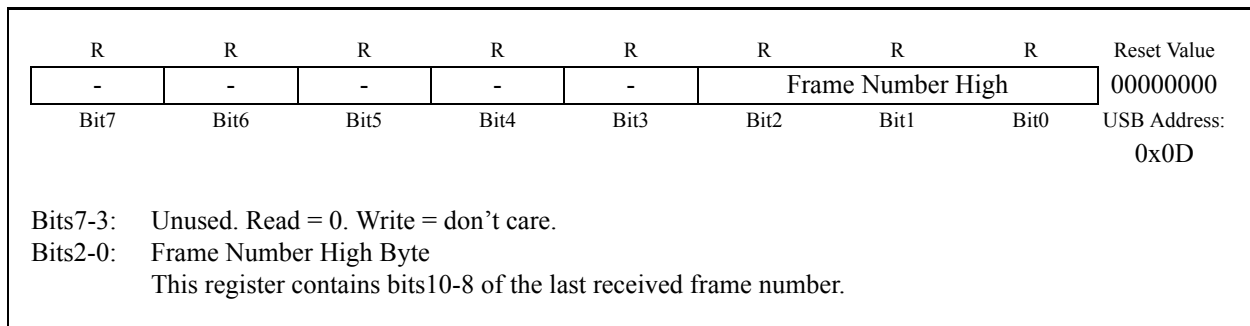 R R R R R R R R Reset Value
- - - - - Frame Number High 00000000
Bit7 Bit6 Bit5 Bit4 Bit3 Bit2 Bit1 Bit0 USB Address:
0x0D
Bits7-3: Unused. Read = 0. Write = don’t care.
Bits2-0: Frame Number High Byte
This register contains bits10-8 of the last received frame number.